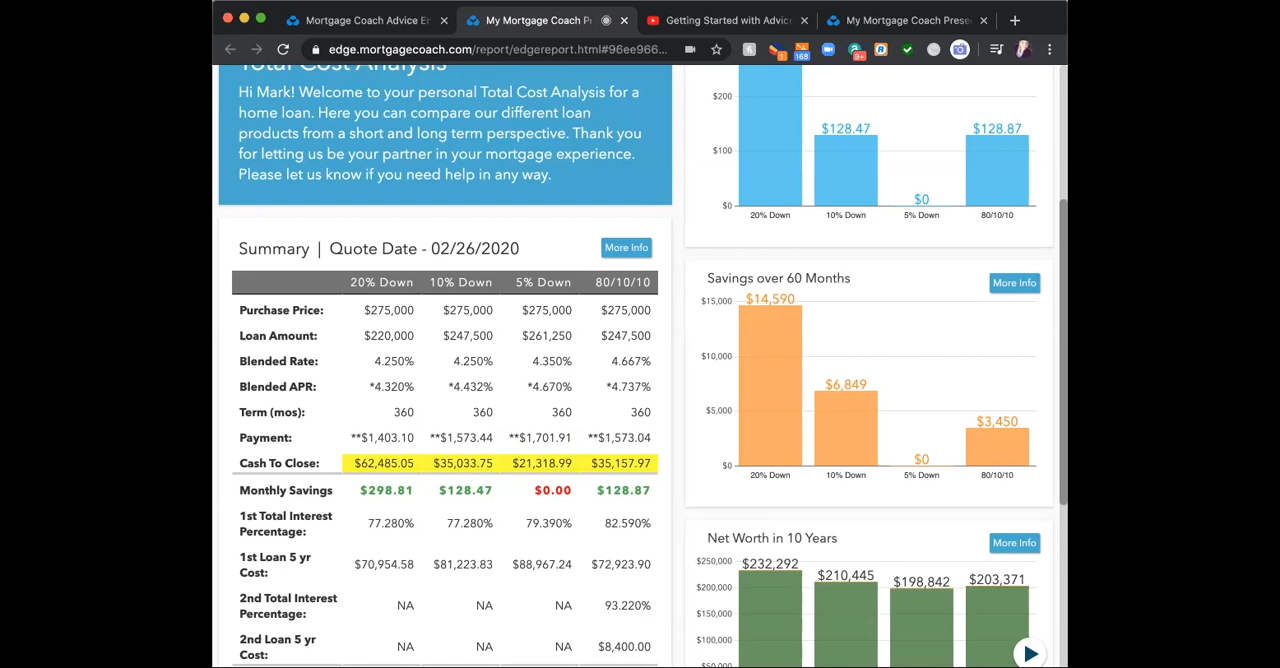 Mortgage Coach Advice Er
My Mortgage Coach Pr
Getting Started with Advice
My Mortgage Coach Prese
edge.mortgagecoach.com/report/edgereport.html#96ee966...
1
168
9+
Total Cost Analysis
Hi Mark! Welcome to your personal Total Cost Analysis for a
home loan. Here you can compare our different loan
products from a short and long term perspective. Thank you
for letting us be your partner in your mortgage experience.
Please let us know if you need help in any way.
Summary | Quote Date - 02/26/2020
More Info
20% Down 10% Down 5% Down 80/10/10
Purchase Price: $275,000 $275,000 $275,000 $275,000
Loan Amount: $220,000 $247,500 $261,250 $247,500
Blended Rate: 4.250% 4.250% 4.350% 4.667%
Blended APR: *4.320% *4.432% *4.670% *4.737%
Term (mos): 360 360 360 360
Payment: **$1,403.10 **$1,573.44 **$1,701.91 **$1,573.04
Cash To Close: $62,485.05 $35,033.75 $21,318.99 $35,157.97
Monthly Savings $298.81 $128.47 $0.00 $128.87
1st Total Interest
Percentage: 77.280% 77.280% 79.390% 82.590%
1st Loan 5 yr
Cost: $70,954.58 $81,223.83 $88,967.24 $72,923.90
2nd Total Interest
Percentage: NA NA NA 93.220%
2nd Loan 5 yr
Cost: NA NA NA $8,400.00
$200
$100
$0
$128.47
$0
$128.87
20% Down 10% Down 5% Down 80/10/10
Savings over 60 Months
More Info
$15,000
$10,000
$5,000
$0
$14,590
$6,849
$0
$3,450
20% Down 10% Down 5% Down 80/10/10
Net Worth in 10 Years
More Info
$250,000
$200,000
$150,000
$100,000
$50,000
$232,292
$210,445
$198,842
$203,371